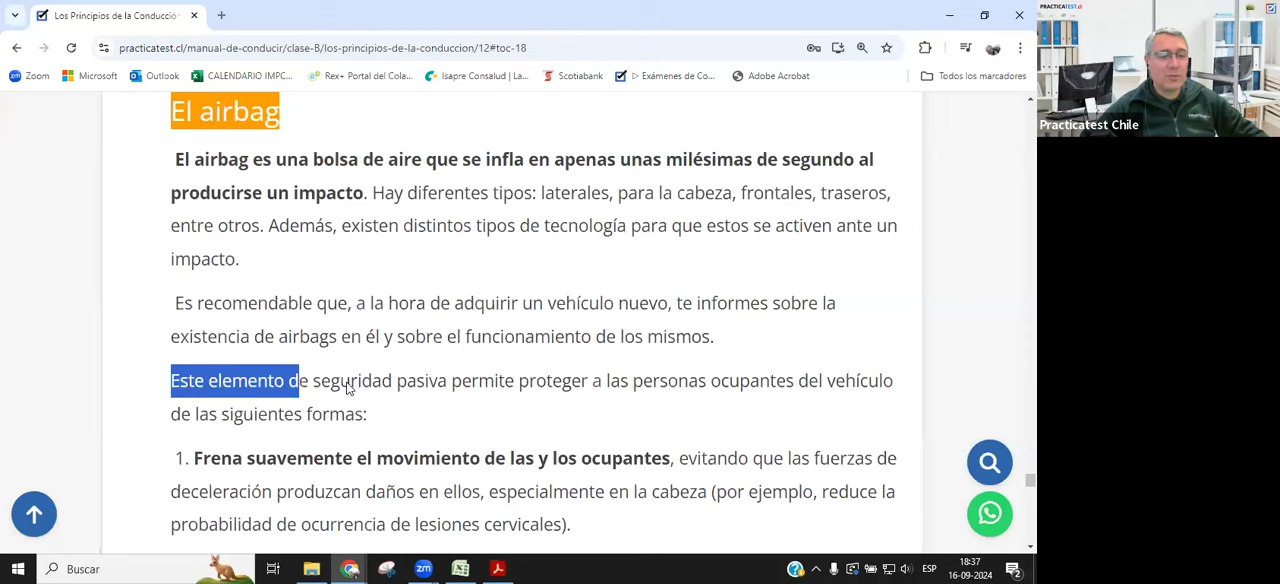 Los Principios de la Conducción
practicatest.cl/manual-de-conducir/clase-B/los-principios-de-la-conduccion/12#toc-18
Zoom
Microsoft
Outlook
CALENDARIO IMPC...
Rex+ - Portal del Cola...
Isapre Consalud | La...
Scotiabank
▷ Exámenes de Co...
Adobe Acrobat
Todos los marcadores
PRACTICATEST.cl
Practicatest Chile
El airbag
El airbag es una bolsa de aire que se infla en apenas unas milésimas de segundo al
producirse un impacto. Hay diferentes tipos: laterales, para la cabeza, frontales, traseros,
entre otros. Además, existen distintos tipos de tecnología para que estos se activen ante un
impacto.
Es recomendable que, a la hora de adquirir un vehículo nuevo, te informes sobre la
existencia de airbags en él y sobre el funcionamiento de los mismos.
Este elemento de seguridad pasiva permite proteger a las personas ocupantes del vehículo
de las siguientes formas:
1. Frena suavemente el movimiento de las y los ocupantes, evitando que las fuerzas de
deceleración produzcan daños en ellos, especialmente en la cabeza (por ejemplo, reduce la
probabilidad de ocurrencia de lesiones cervicales).
Buscar
ESP
18:37
16-09-2024
2